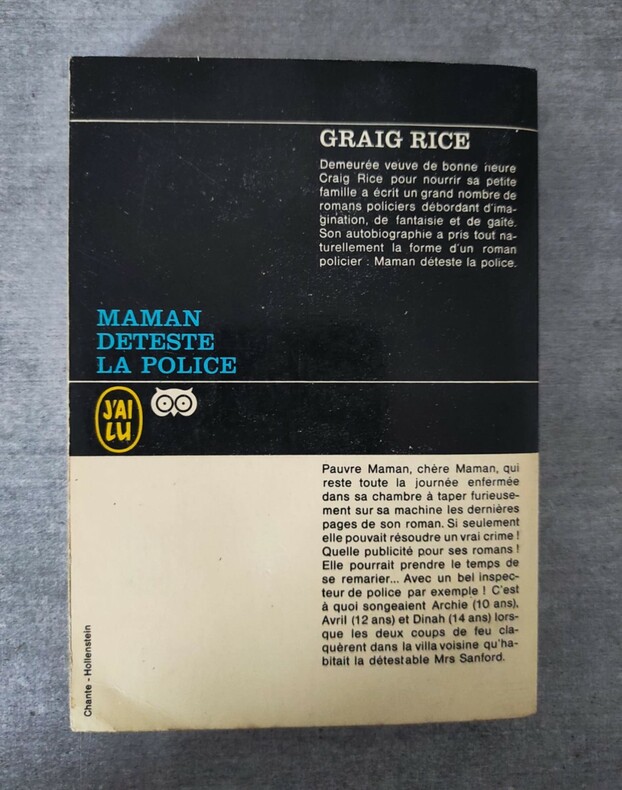 GRAIG RICE
Demeurée veuve de bonne heure
Craig Rice pour nourrir sa petite
famille a écrit un grand nombre de
romans policiers débordant d'ima-
gination, de fantaisie et de gaîté.
Son autobiographie a pris tout na-
turellement la forme d'un roman
policier : Maman déteste la police.
MAMAN
DETESTE
LA POLICE
J'AI
LU
Pauvre Maman, chère Maman, qui
reste toute la journée enfermée
dans sa chambre à taper furieuse-
ment sur sa machine les dernières
pages de son roman. Si seulement
elle pouvait résoudre un vrai crime !
Quelle publicité pour ses romans !
Elle pourrait prendre le temps de
se remarier... Avec un bel inspec-
teur de police par exemple ! C'est
à quoi songeaient Archie (10 ans),
Avril (12 ans) et Dinah (14 ans) lors-
que les deux coups de feu cla-
quèrent dans la villa voisine qu'ha-
bitait la détestable Mrs Sanford.
Chante - Hollenstein